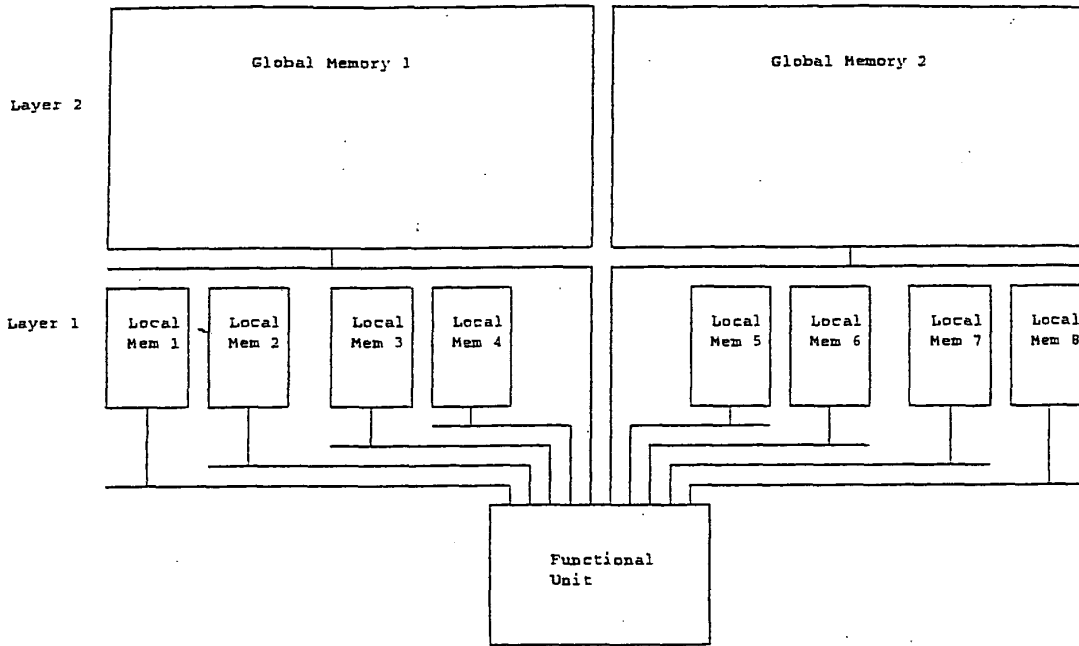 Global Memory 1
Global Memory 2
Layer 2
Layer 1
Local
Mem 1
Local
Mem 2
Local
Mem 3
Local
Mem 4
Local
Mem 5
Local
Mem 6
Local
Mem 7
Local
Mem 8
Functional
Unit